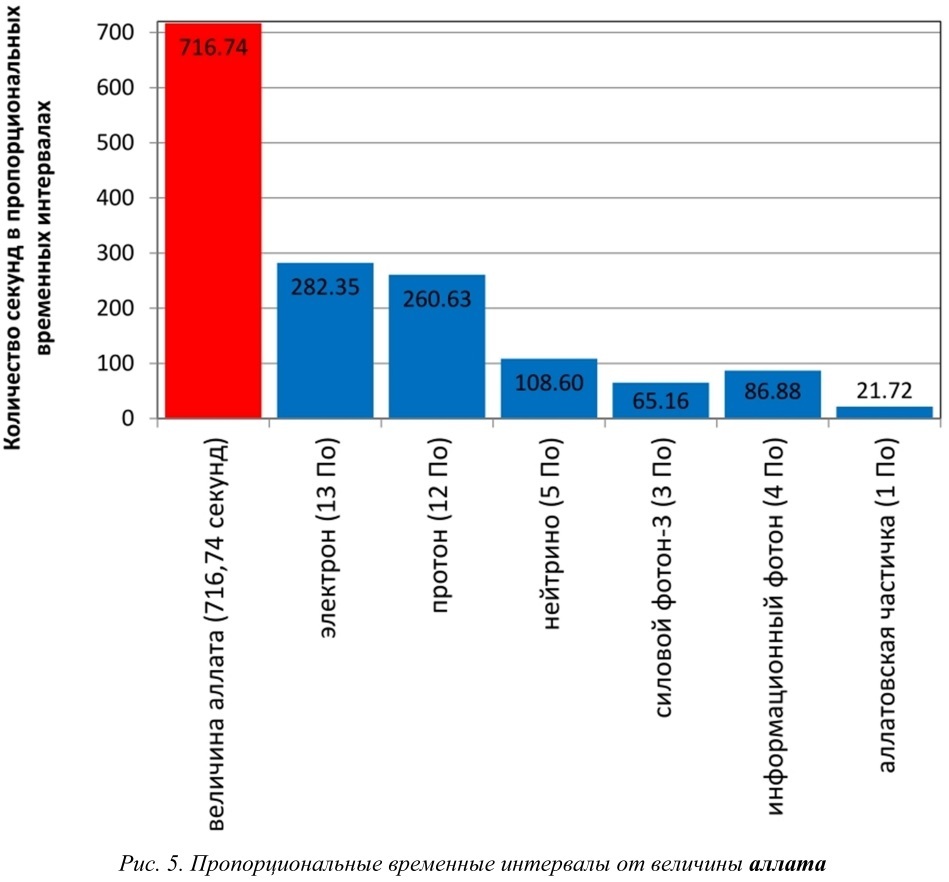 Количество секунд в пропорциональных
временных интервалах
700
600
500
400
300
200
100
0
716.74
282.35
260.63
108.60
65.16
86.88
21.72
величина аллата (716,74 секунд)
электрон (13 По)
протон (12 По)
нейтрино (5 По)
силовой фотон-3 (3 По)
информационный фотон (4 По)
аллатовская частичка (1 По)
Рис. 5. Пропорциональные временные интервалы от величины аллата